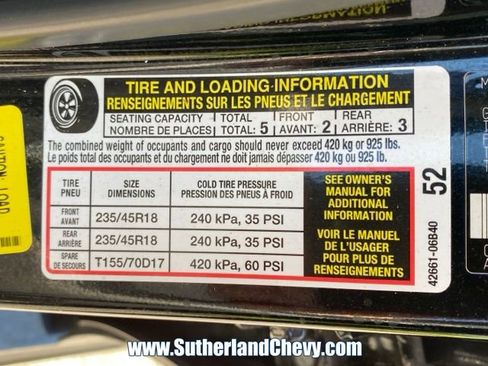 TIRE AND LOADING INFORMATION
RENSEIGNEMENTS SUR LES PNEUS ET LE CHARGEMENT
SEATING CAPACITY TOTAL FRONT REAR
NOMBRE DE PLACES TOTAL: 5 AVANT: 2 ARRIÈRE: 3
The combined weight of occupants and cargo should never exceed 420 kg or 925 lbs.
Le poids total des occupants et du chargement ne doit jamais dépasser 420 kg ou 925 lb.
TIRE SIZE COLD TIRE PRESSURE
PNEU DIMENSIONS PRESSION DES PNEUS À FROID
FRONT
AVANT 235/45R18 240 kPa, 35 PSI
REAR
ARRIÈRE 235/45R18 240 kPa, 35 PSI
SPARE
DE SECOURS T155/70D17 420 kPa, 60 PSI
SEE OWNER'S
MANUAL FOR
ADDITIONAL
INFORMATION
VOIR LE MANUEL
DE L'USAGER
POUR PLUS DE
RENSEIGNEMENTS
52
42661-06B40
CAUTION: LOAD
www.SutherlandChevy.com